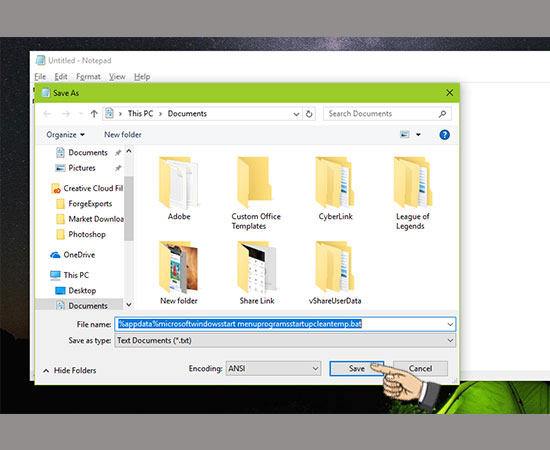 Untitled - Notepad
File Edit Format View Help
Save As
This PC > Documents
Search Documents
Organize
New folder
Documents
Pictures
Creative Cloud Fil
ForgeExports
Market Downloa
Photoshop
OneDrive
This PC
Desktop
Documents
Adobe
Custom Office
Templates
CyberLink
League of
Legends
New folder
Share Link
vShareUserData
File name: %appdata%microsoftwindowsstart menuprogramsstartupcleantemp.bat
Save as type: Text Documents (*.txt)
Hide Folders
Encoding: ANSI
Save
Cancel